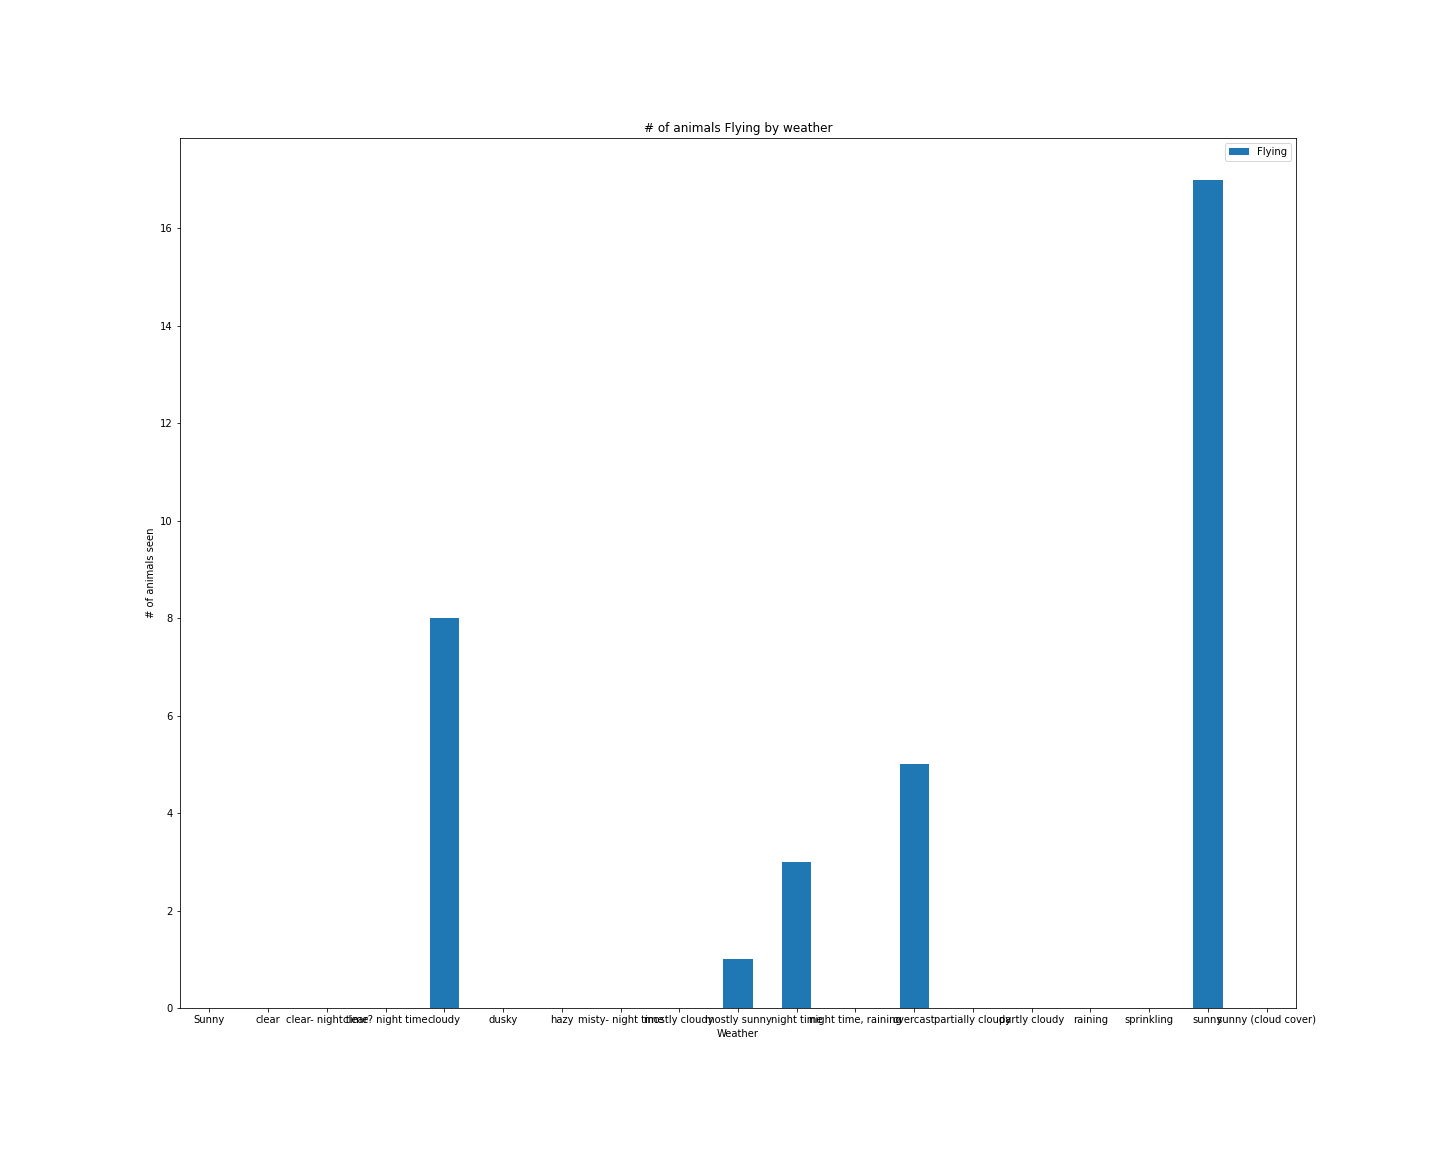 # of animals Flying by weather
Flying
16
14
12
10
8
6
4
2
0
# of animals seen
Sunny clear clear- night time clear? night time cloudy dusky hazy misty- night time mostly cloudy mostly sunny night time night time, raining overcast partially cloudy partly cloudy raining sprinkling sunny sunny (cloud cover)
Weather